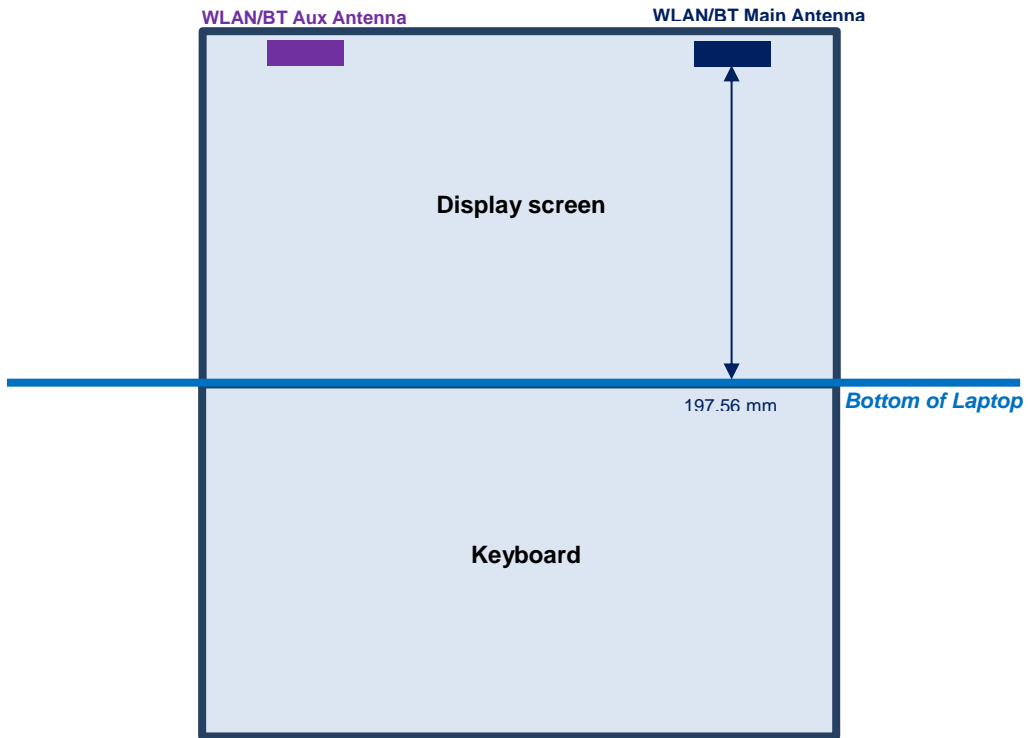 WLAN/BT Aux Antenna
WLAN/BT Main Antenna
Display screen
197.56 mm
Bottom of Laptop
Keyboard